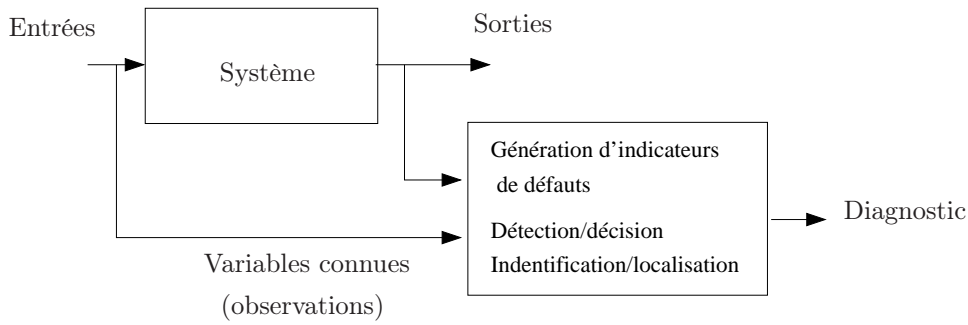 Entrées
Sorties
Système
Génération d'indicateurs
de défauts
Détection/décision
Indentification/localisation
Diagnostic
Variables connues
(observations)